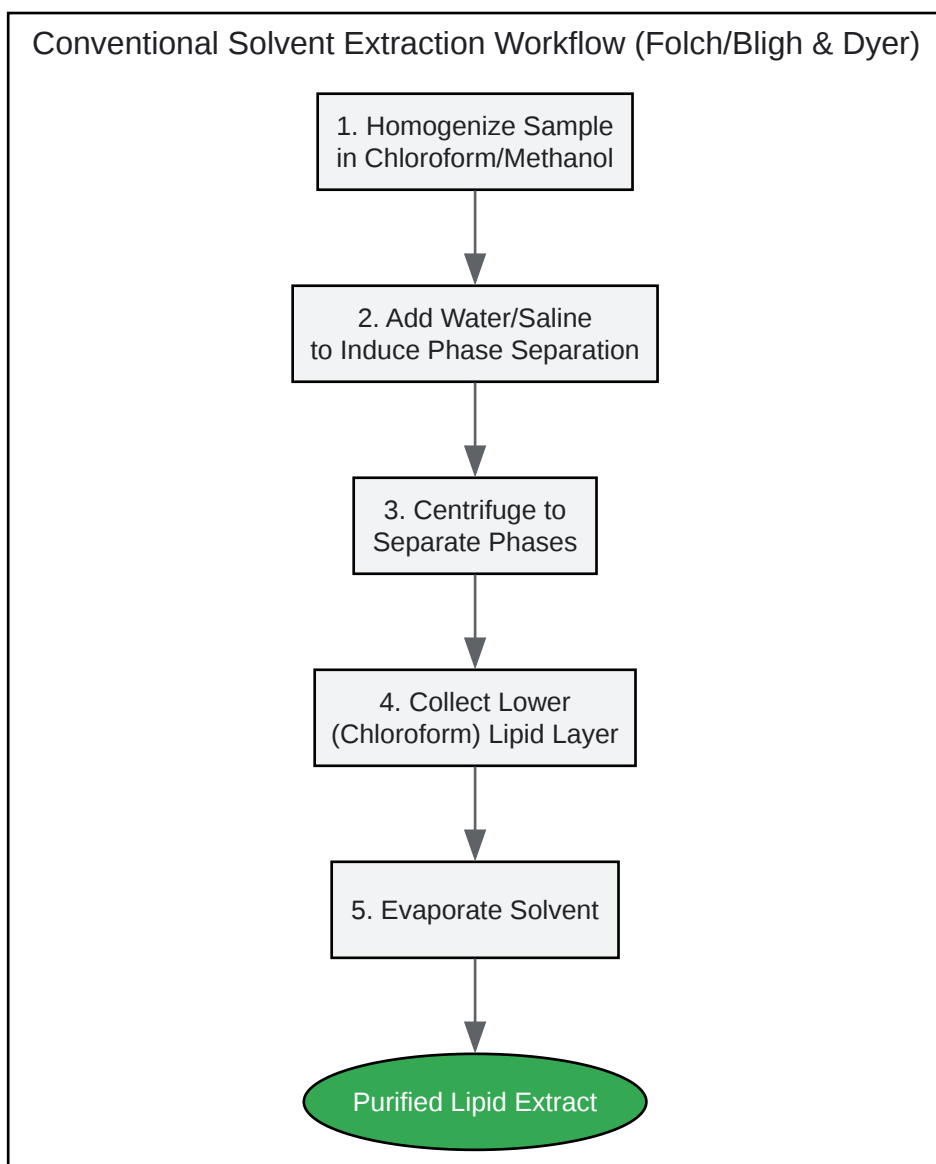 Conventional Solvent Extraction Workflow (Folch/Bligh & Dyer)
1. Homogenize Sample
in Chloroform/Methanol
2. Add Water/Saline
to Induce Phase Separation
3. Centrifuge to
Separate Phases
4. Collect Lower
(Chloroform) Lipid Layer
5. Evaporate Solvent
Purified Lipid Extract